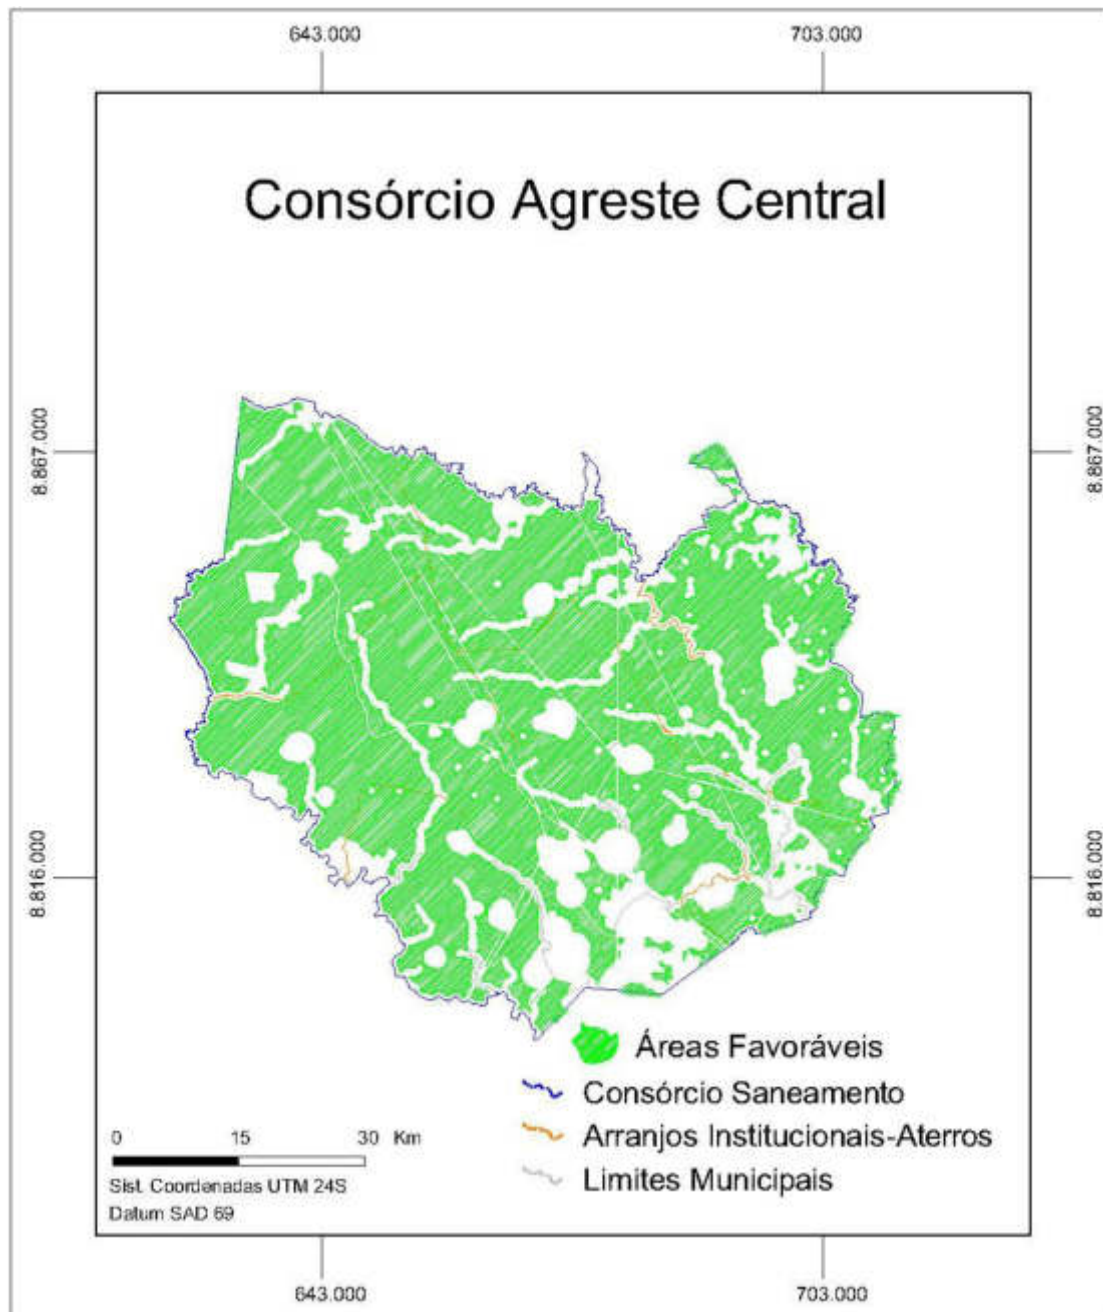 643.000
703.000
Consórcio Agreste Central
8.867.000
8.867.000
8.816.000
8.816.000
Áreas Favoráveis
Consórcio Saneamento
Arranjos Institucionais-Aterros
Limites Municipais
0 15 30 Km
Sist. Coordenadas UTM 24S
Datum SAD 69
643.000
703.000